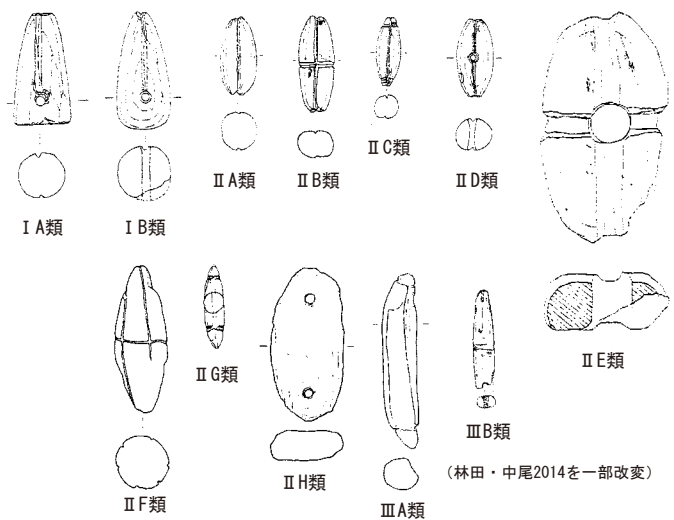 ⅠA類
ⅠB類
ⅡA類
ⅡB類
ⅡC類
ⅡD類
ⅡE類
ⅡF類
ⅡG類
ⅡH類
ⅢA類
ⅢB類
(林田・中尾2014を一部改変)